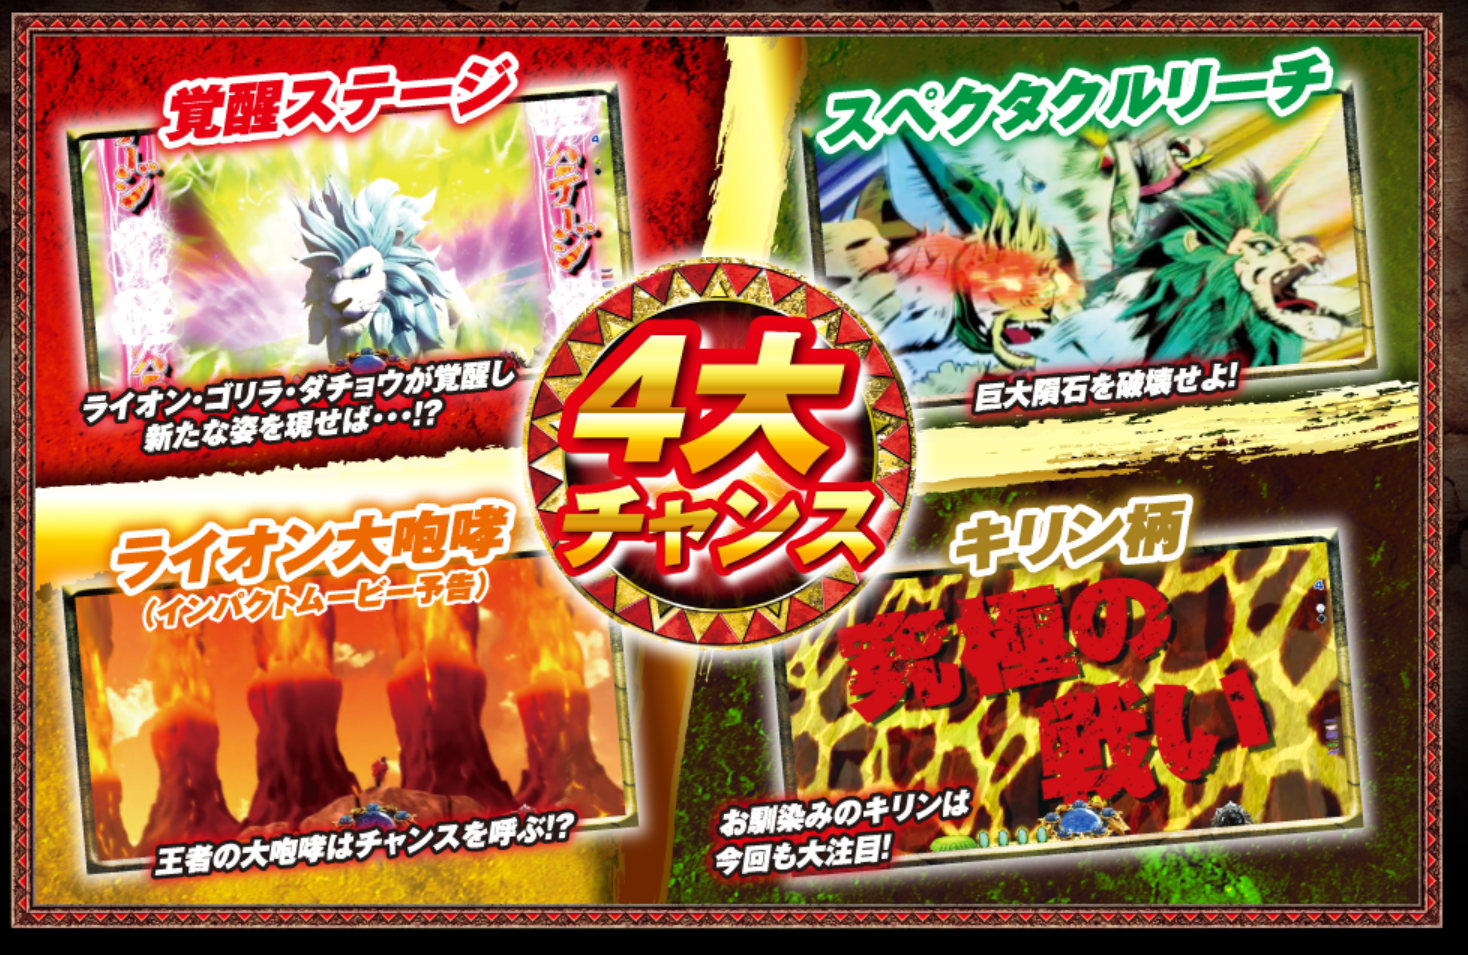 覚醒ステージ
ライオン・ゴリラ・ダチョウが覚醒し
新たな姿を現せば・・・!?
スペクタクルリーチ
巨大隕石を破壊せよ!
4大
チャンス
ライオン大咆哮
(インパクトムービー予告)
王者の大咆哮はチャンスを呼ぶ!?
キリン柄
究極の
戦い
お馴染みのキリンは
今回も大注目!